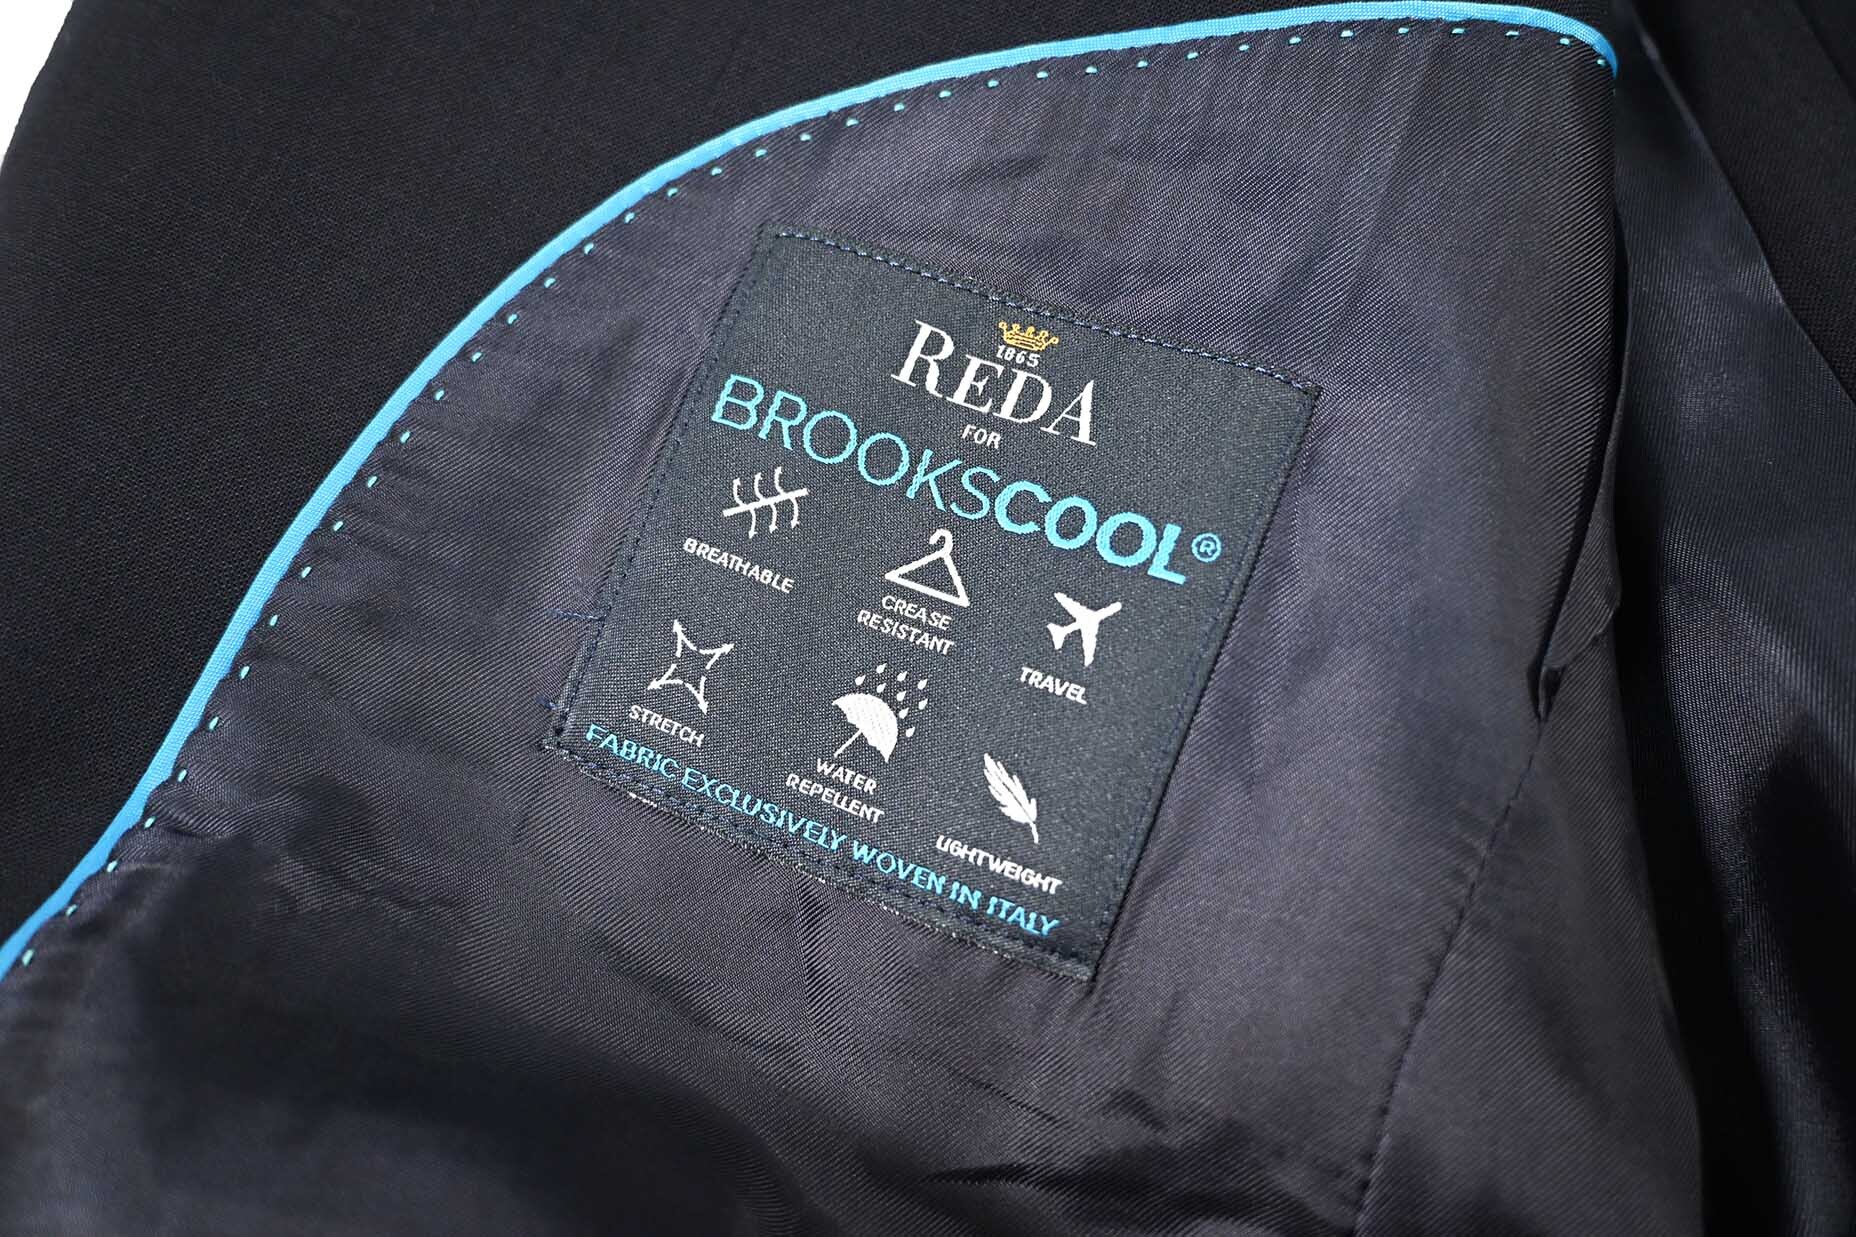 1865
REDA
FOR
BROOKSCOOL®
BREATHABLE
CREASE
RESISTANT
TRAVEL
STRETCH
WATER
REPELLENT
LIGHTWEIGHT
FABRIC EXCLUSIVELY WOVEN IN ITALY